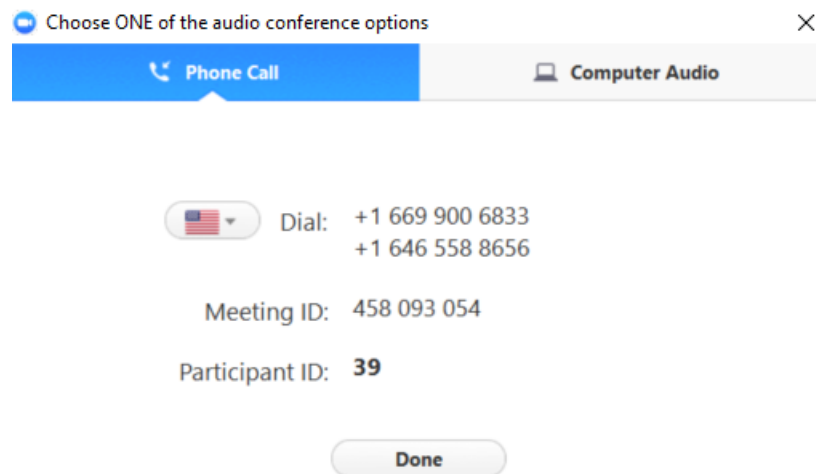 Choose ONE of the audio conference options
Phone Call
Computer Audio
Dial: +1 669 900 6833
+1 646 558 8656
Meeting ID: 458 093 054
Participant ID: 39
Done